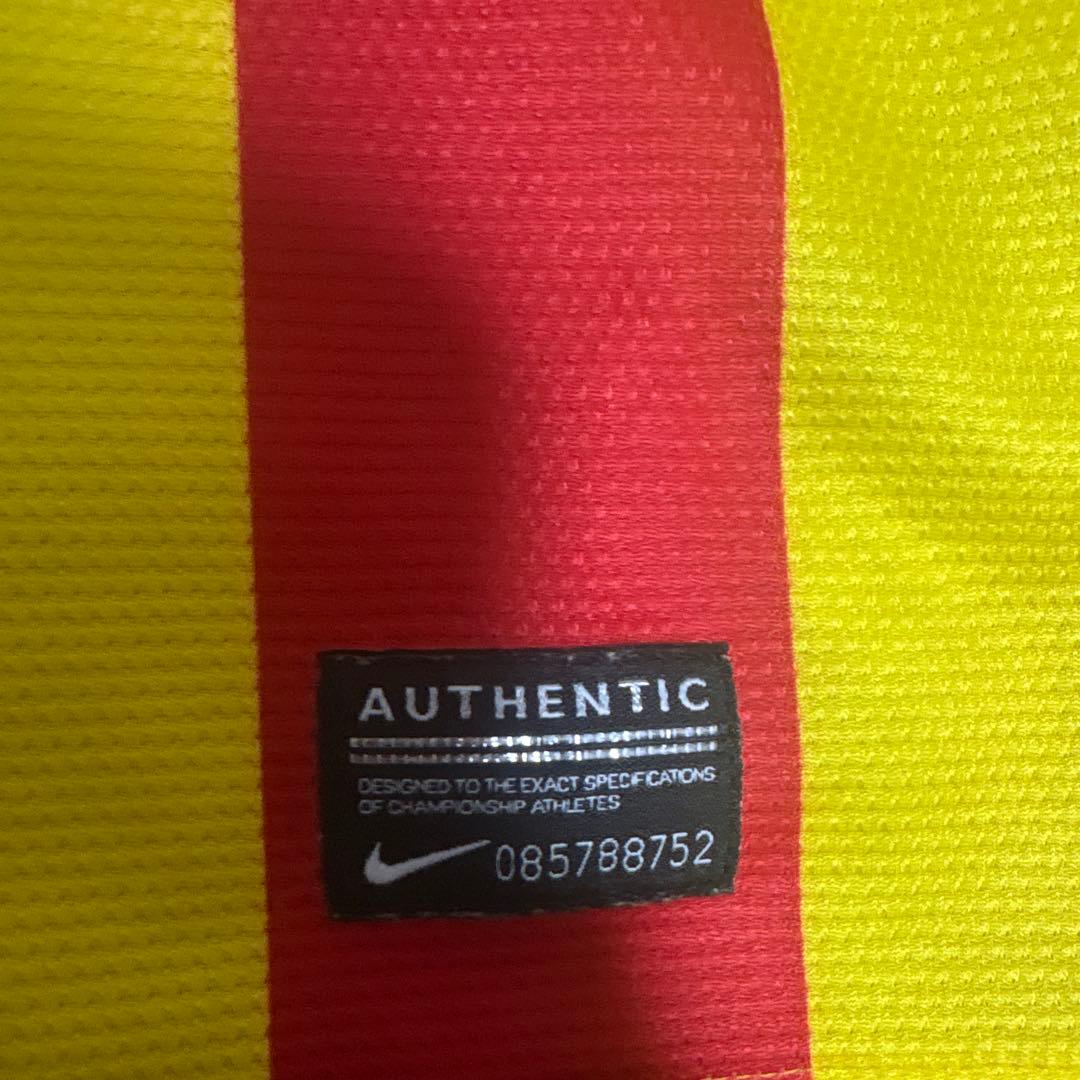 AUTHENTIC
DESIGNED TO THE EXACT SPECIFICATIONS
OF CHAMPIONSHIP ATHLETES
085788752